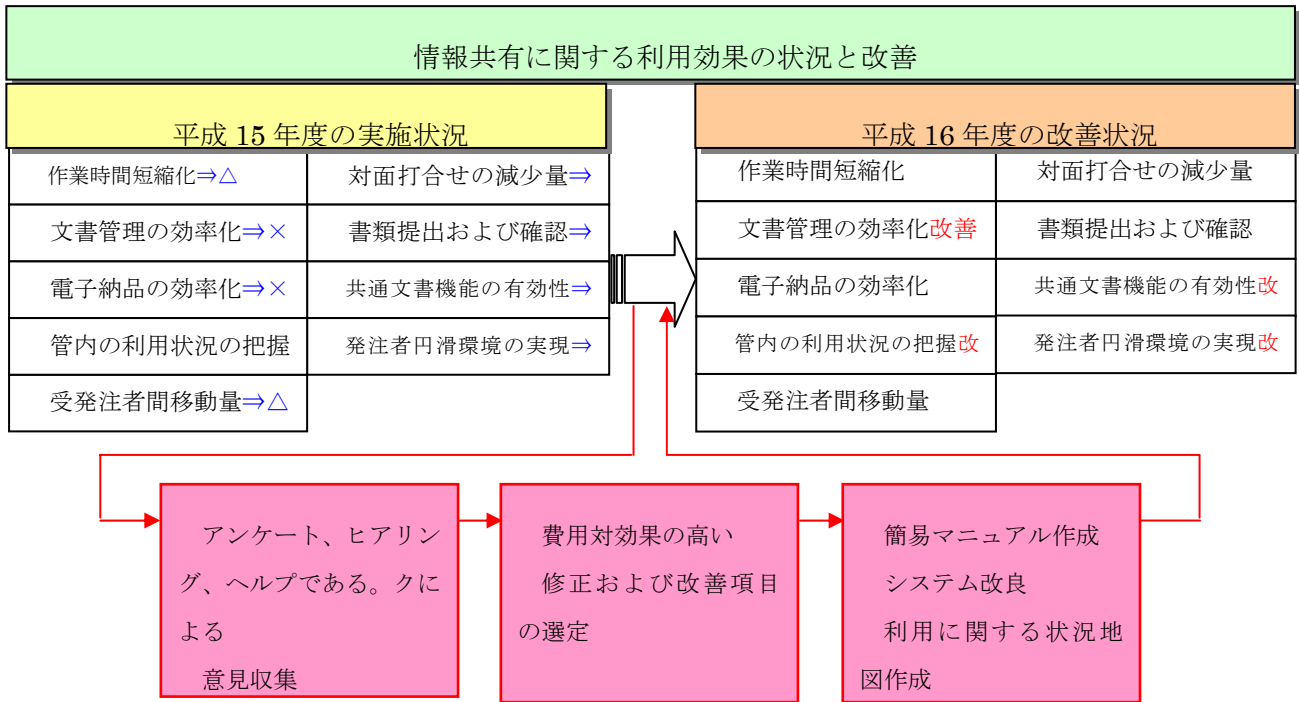 情報共有に関する利用効果の状況と改善
平成 15 年度の実施状況
作業時間短縮化⇒△
対面打合せの減少量⇒
文書管理の効率化⇒×
書類提出および確認⇒
電子納品の効率化⇒×
共通文書機能の有効性⇒
管内の利用状況の把握
発注者円滑環境の実現⇒
受発注者間移動量⇒△
平成 16 年度の改善状況
作業時間短縮化
対面打合せの減少量
文書管理の効率化改善
書類提出および確認
電子納品の効率化
共通文書機能の有効性改
管内の利用状況の把握改
発注者円滑環境の実現改
受発注者間移動量
アンケート、ヒアリン
グ、ヘルプである。クに
よる
意見収集
費用対効果の高い
修正および改善項目
の選定
簡易マニュアル作成
システム改良
利用に関する状況地
図作成